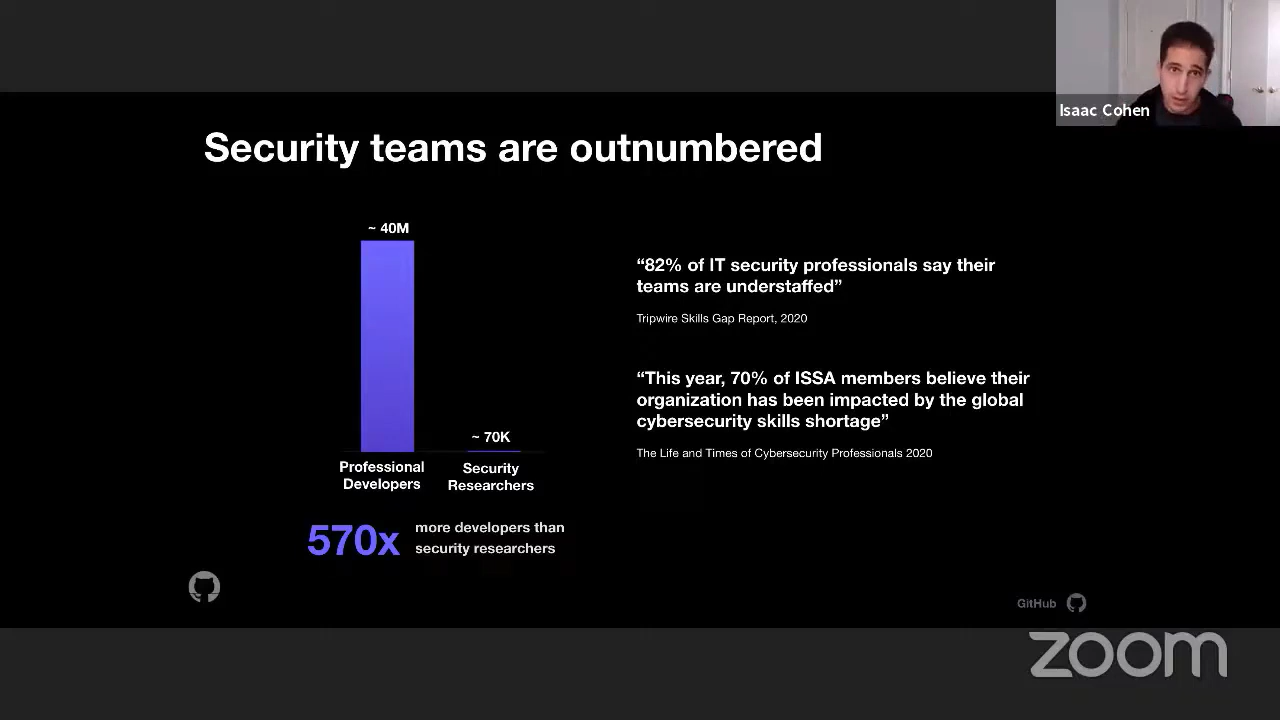 Isaac Cohen
Security teams are outnumbered
~ 40M
~ 70K
Professional
Developers
Security
Researchers
570x
more developers than
security researchers
“82% of IT security professionals say their
teams are understaffed”
Tripwire Skills Gap Report, 2020
“This year, 70% of ISSA members believe their
organization has been impacted by the global
cybersecurity skills shortage”
The Life and Times of Cybersecurity Professionals 2020
GitHub
zoom